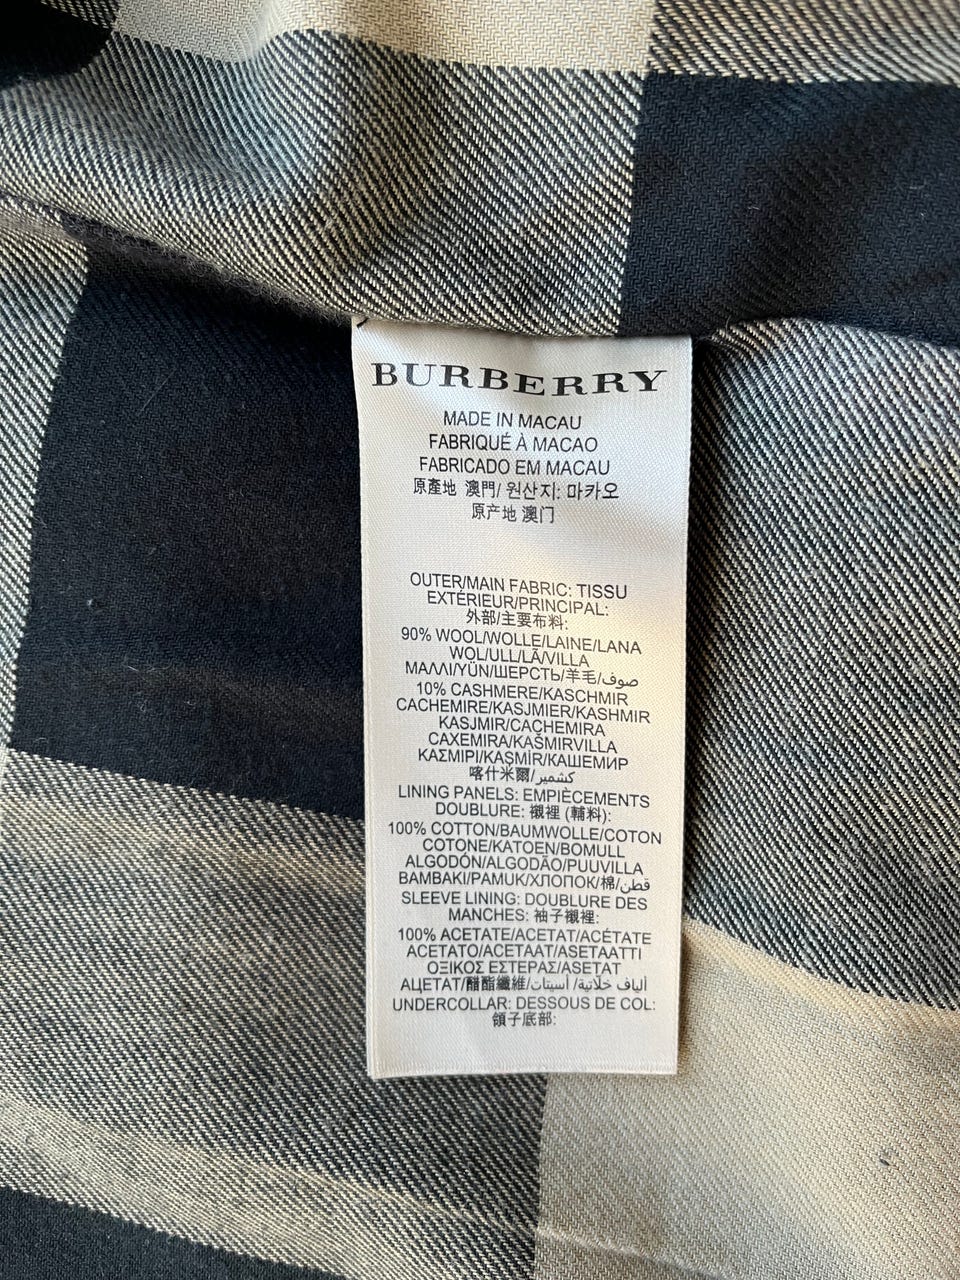 BURBERRY
MADE IN MACAU
FABRIQUÉ À MACAO
FABRICADO EM MACAU
原產地 澳門/ 원산지: 마카오
原产地 澳门
OUTER/MAIN FABRIC: TISSU
EXTÉRIEUR/PRINCIPAL:
外部/主要布料:
90% WOOL/WOLLE/LAINE/LANA
WOL/ULL/LÃ/VILLA
ΜΑΛΛΙ/YÜN/ШЕРСТЬ/羊毛/صوف
10% CASHMERE/KASCHMIR
CACHEMIRE/KASJMIER/KASHMIR
KASJMIR/CACHEMIRA
CAXEMIRA/KAŠMIRVILLA
ΚΑΣΜΙΡΙ/KAŞMİR/КАШЕМИР
喀什米爾/كشمير
LINING PANELS: EMPIÈCEMENTS
DOUBLURE: 襯裡 (輔料):
100% COTTON/BAUMWOLLE/COTON
COTONE/KATOEN/BOMULL
ALGODÓN/ALGODÃO/PUUVILLA
ΒΑΜΒΑΚΙ/PAMUK/ХЛОПОК/棉/قطن
SLEEVE LINING: DOUBLURE DES
MANCHES: 袖子襯裡:
100% ACETATE/ACETAT/ACÉTATE
ACETATO/ACETAAT/ASETAATTI
ΟΞΙΚΟΣ ΕΣΤΕΡΑΣ/ASETAT
АЦЕТАТ/醋酯纖維/ألياف خلاتية/ أسيتات
UNDERCOLLAR: DESSOUS DE COL:
領子底部: